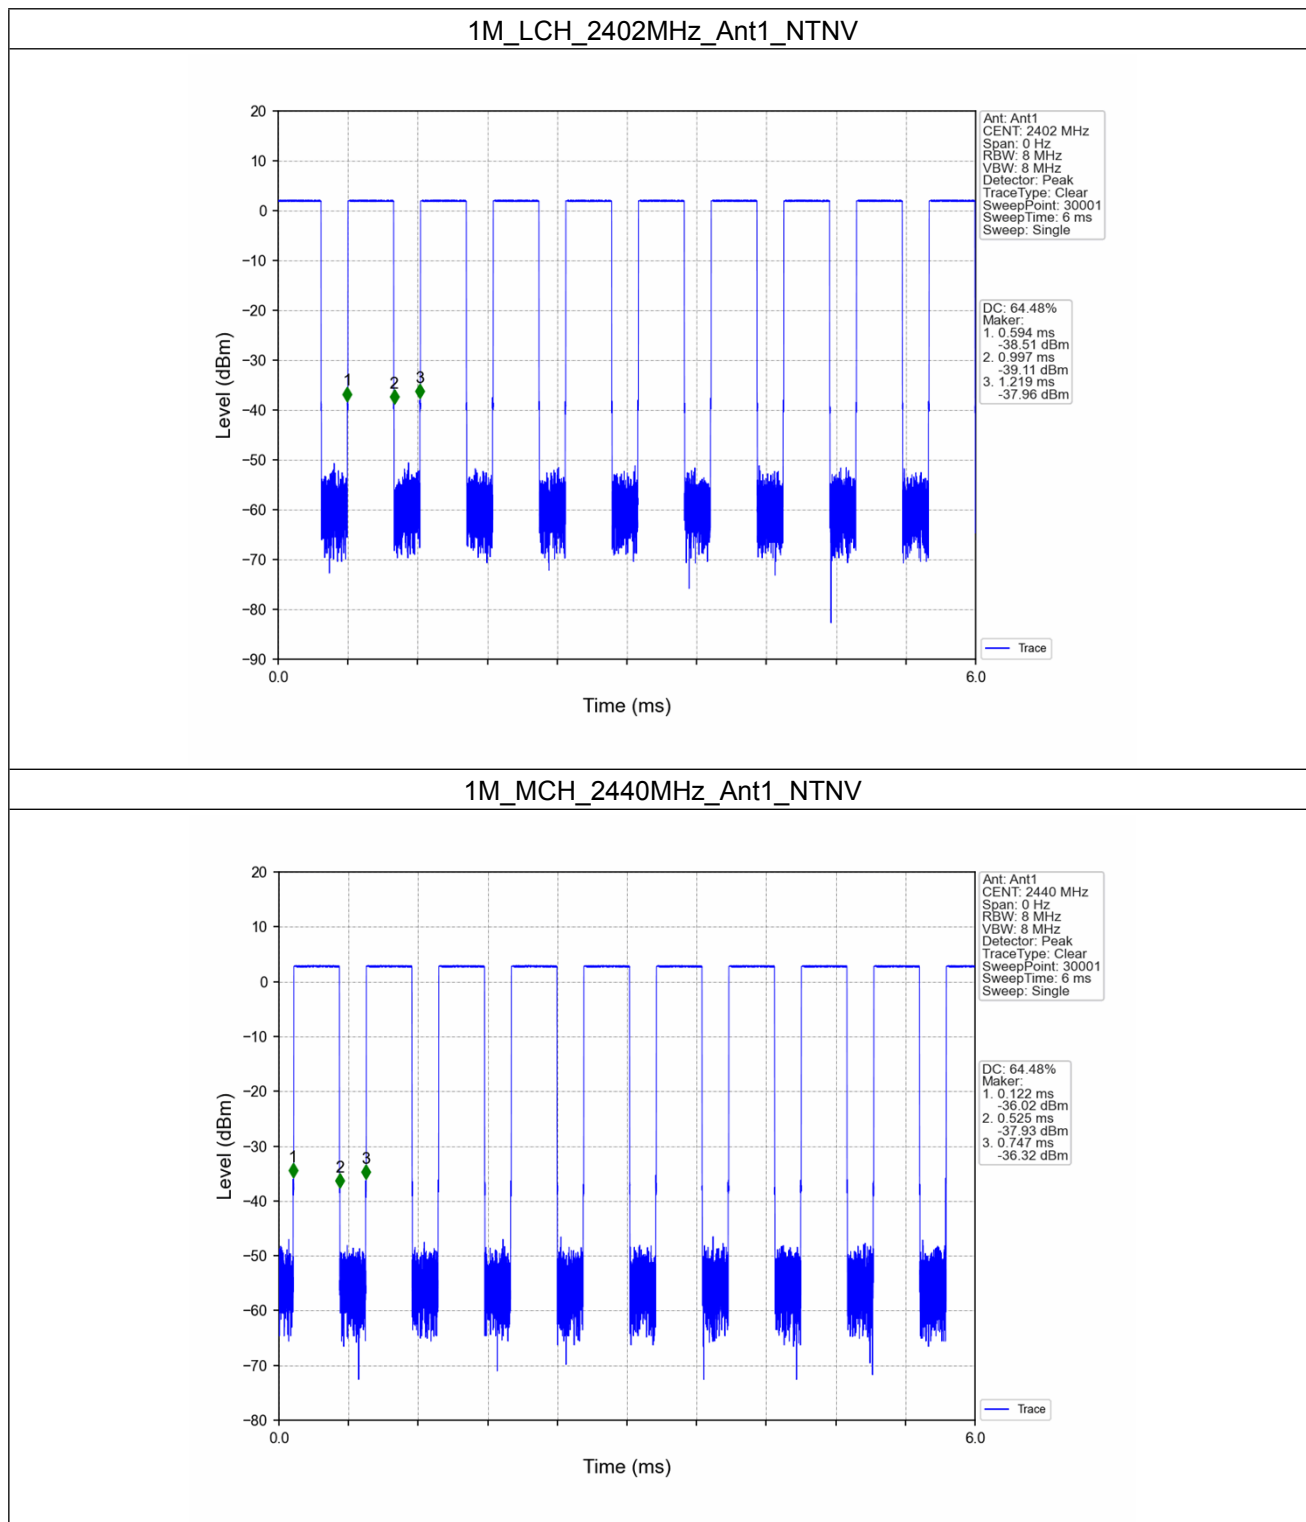 1M_LCH_2402MHz_Ant1_NTNV
20
10
0
−10
−20
−30
−40
−50
−60
−70
−80
−90
Level (dBm)
1
2
3
0.0
6.0
Time (ms)
Ant: Ant1
CENT: 2402 MHz
Span: 0 Hz
RBW: 8 MHz
VBW: 8 MHz
Detector: Peak
TraceType: Clear
SweepPoint: 30001
SweepTime: 6 ms
Sweep: Single
DC: 64.48%
Maker:
1. 0.594 ms
-38.51 dBm
2. 0.997 ms
-39.11 dBm
3. 1.219 ms
-37.96 dBm
Trace
1M_MCH_2440MHz_Ant1_NTNV
20
10
0
−10
−20
−30
−40
−50
−60
−70
−80
Level (dBm)
1
2
3
0.0
6.0
Time (ms)
Ant: Ant1
CENT: 2440 MHz
Span: 0 Hz
RBW: 8 MHz
VBW: 8 MHz
Detector: Peak
TraceType: Clear
SweepPoint: 30001
SweepTime: 6 ms
Sweep: Single
DC: 64.48%
Maker:
1. 0.122 ms
-36.02 dBm
2. 0.525 ms
-37.93 dBm
3. 0.747 ms
-36.32 dBm
Trace